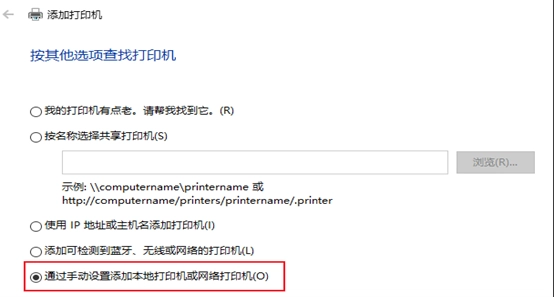 添加打印机
按其他选项查找打印机
我的打印机有点老。请帮我找到它。(R)
按名称选择共享打印机(S)
浏览(R)...
示例: \\computername\printername 或
http://computername/printers/printername/.printer
使用 IP 地址或主机名添加打印机(I)
添加可检测到蓝牙、无线或网络的打印机(L)
通过手动设置添加本地打印机或网络打印机(O)